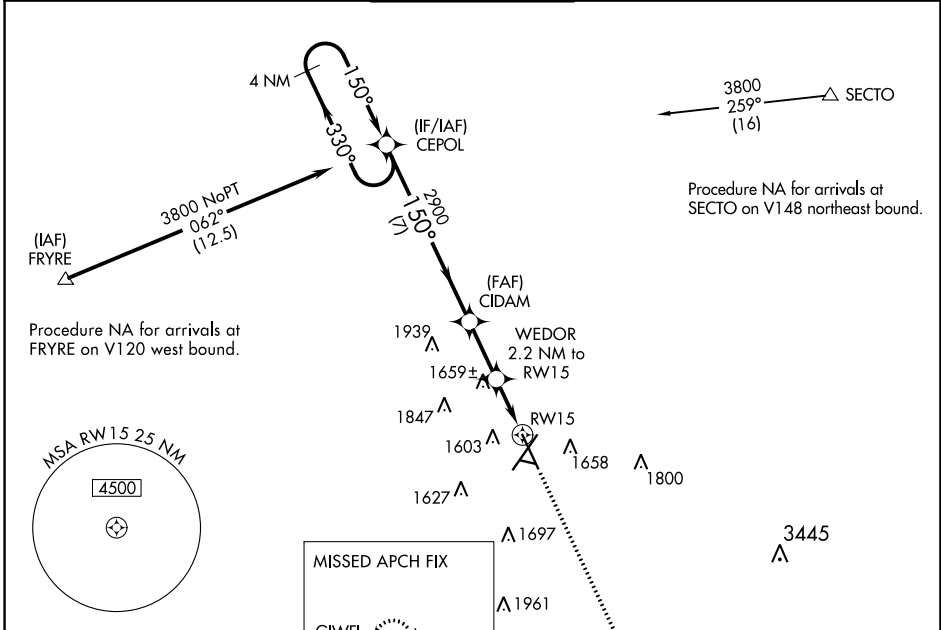 4 NM
150°
330°
(IF/IAF)
CEPOL
3800
259°
(16)
SECTO
Procedure NA for arrivals at
SECTO on V148 northeast bound.
3800 NoPT
062°
(12.5)
(IAF)
FRYRE
2900
150°
(7)
Procedure NA for arrivals at
FRYRE on V120 west bound.
(FAF)
CIDAM
WEDOR
2.2 NM to
RW15
1939
1659±
1847
RW15
1603
1658
1800
1627
MSA RW15 25 NM
4500
1697
3445
MISSED APCH FIX
1961